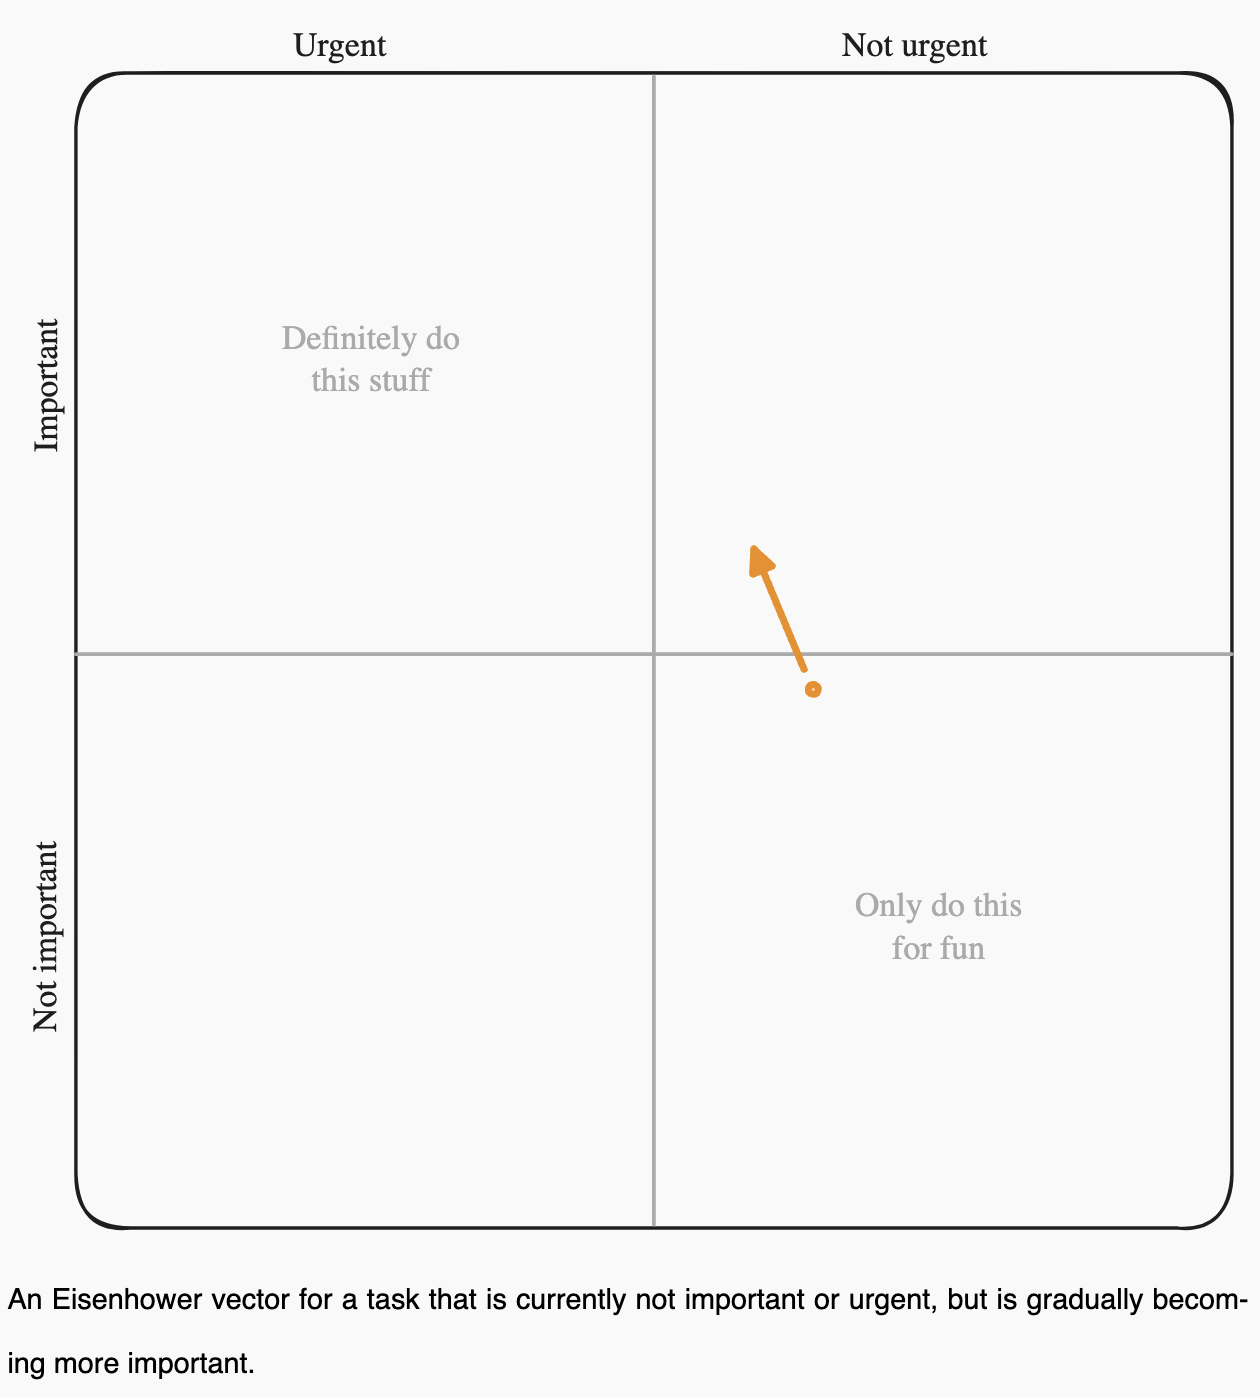 Urgent
Not urgent
Important
Definitely do
this stuff
Not important
Only do this
for fun
An Eisenhower vector for a task that is currently not important or urgent, but is gradually becom-
ing more important.